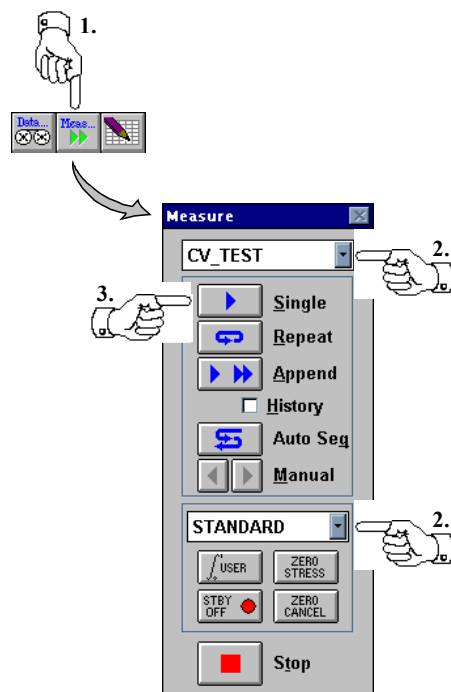 1.
Data... Meas...
Measure
CV_TEST
2.
3.
Single
Repeat
Append
History
Auto Seq
Manual
STANDARD
2.
USER
ZERO STRESS
STBY OFF
ZERO CANCEL
Stop